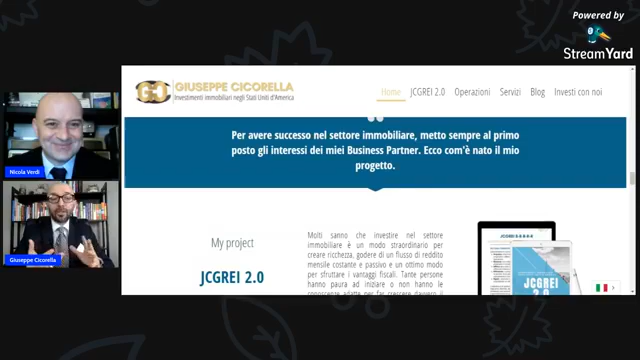 Powered by
StreamYard
GIUSEPPE CICORELLA
Investimenti immobiliari negli Stati Uniti d'America
Home JCGREI 2.0 Operazioni Servizi Blog Investi con noi
Per avere successo nel settore immobiliare, metto sempre al primo
posto gli interessi dei miei Business Partner. Ecco com'è nato il mio
progetto.
Nicola Verdi
Giuseppe Cicorella
My project
JCGREI 2.0
Molti sanno che investire nel settore
immobiliare è un modo straordinario per
creare ricchezza, godere di un flusso di reddito
mensile costante e passivo e un ottimo modo
per sfruttare i vantaggi fiscali. Tante persone
hanno paura ad iniziare o non hanno le
JCGREI
2.0